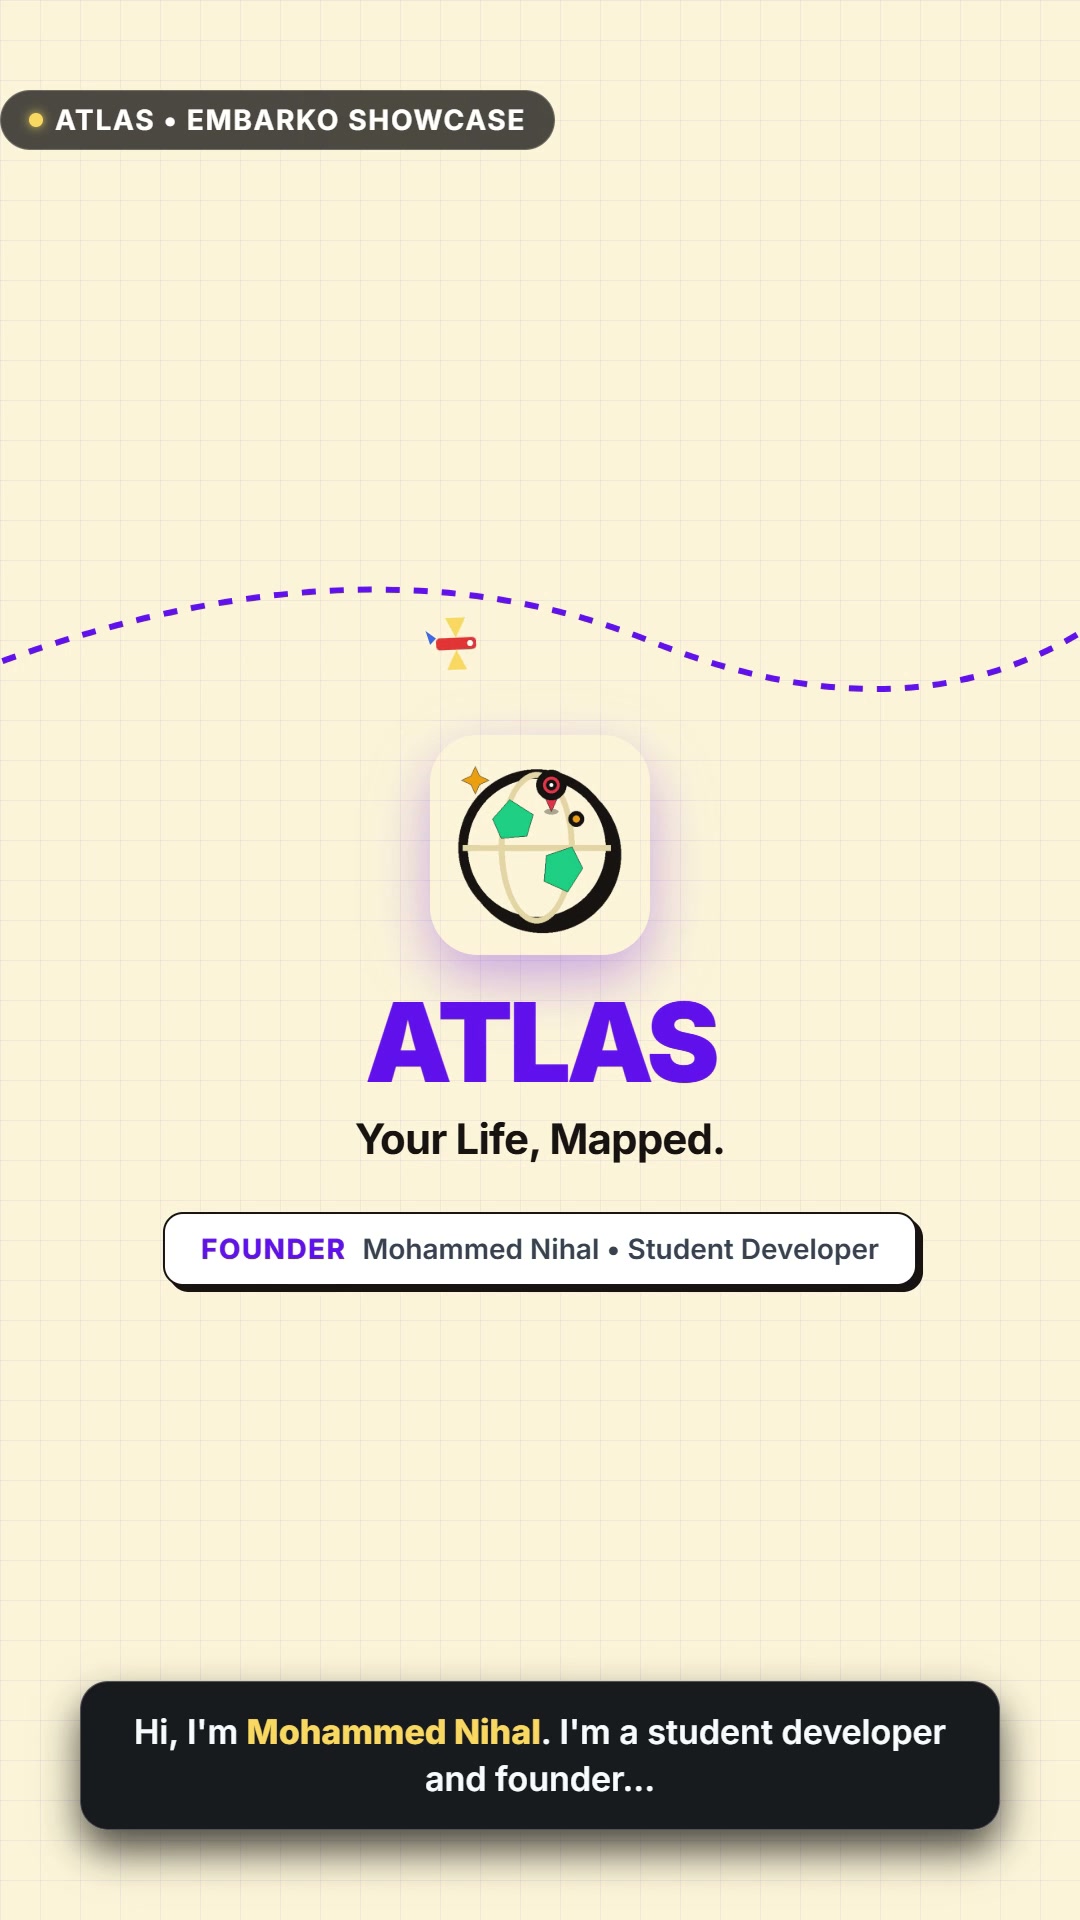 ATLAS • EMBARKO SHOWCASE
ATLAS
Your Life, Mapped.
FOUNDER Mohammed Nihal • Student Developer
Hi, I'm Mohammed Nihal. I'm a student developer
and founder...